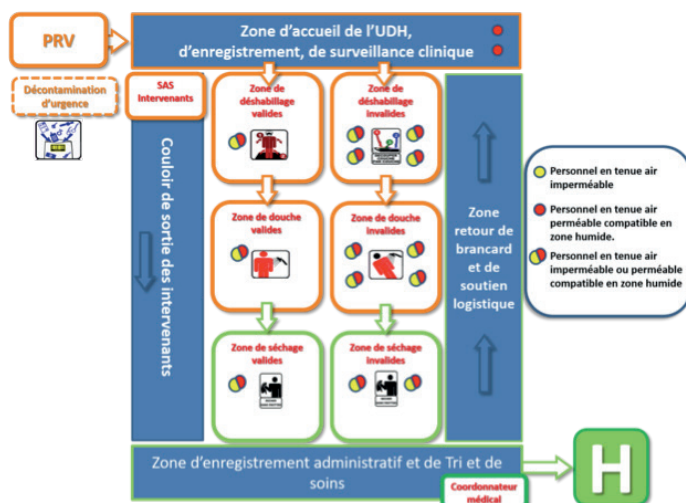 PRV
Zone d'accueil de l'UDH,
d'enregistrement, de surveillance clinique
Décontamination
d'urgence
SAS
Intervenants
Couloir de sortie des intervenants
Zone de
déshabillage
valides
Zone de
déshabillage
invalides
Zone de douche
valides
Zone de douche
invalides
Zone de séchage
valides
Zone de séchage
invalides
Zone
retour de
brancard
et de
soutien
logistique
Personnel en tenue air
imperméable
Personnel en tenue air
perméable compatible en
zone humide.
Personnel en tenue air
imperméable ou perméable
compatible en zone humide
Zone d'enregistrement administratif et de Tri et de
soins
Coordonnateur
médical
H